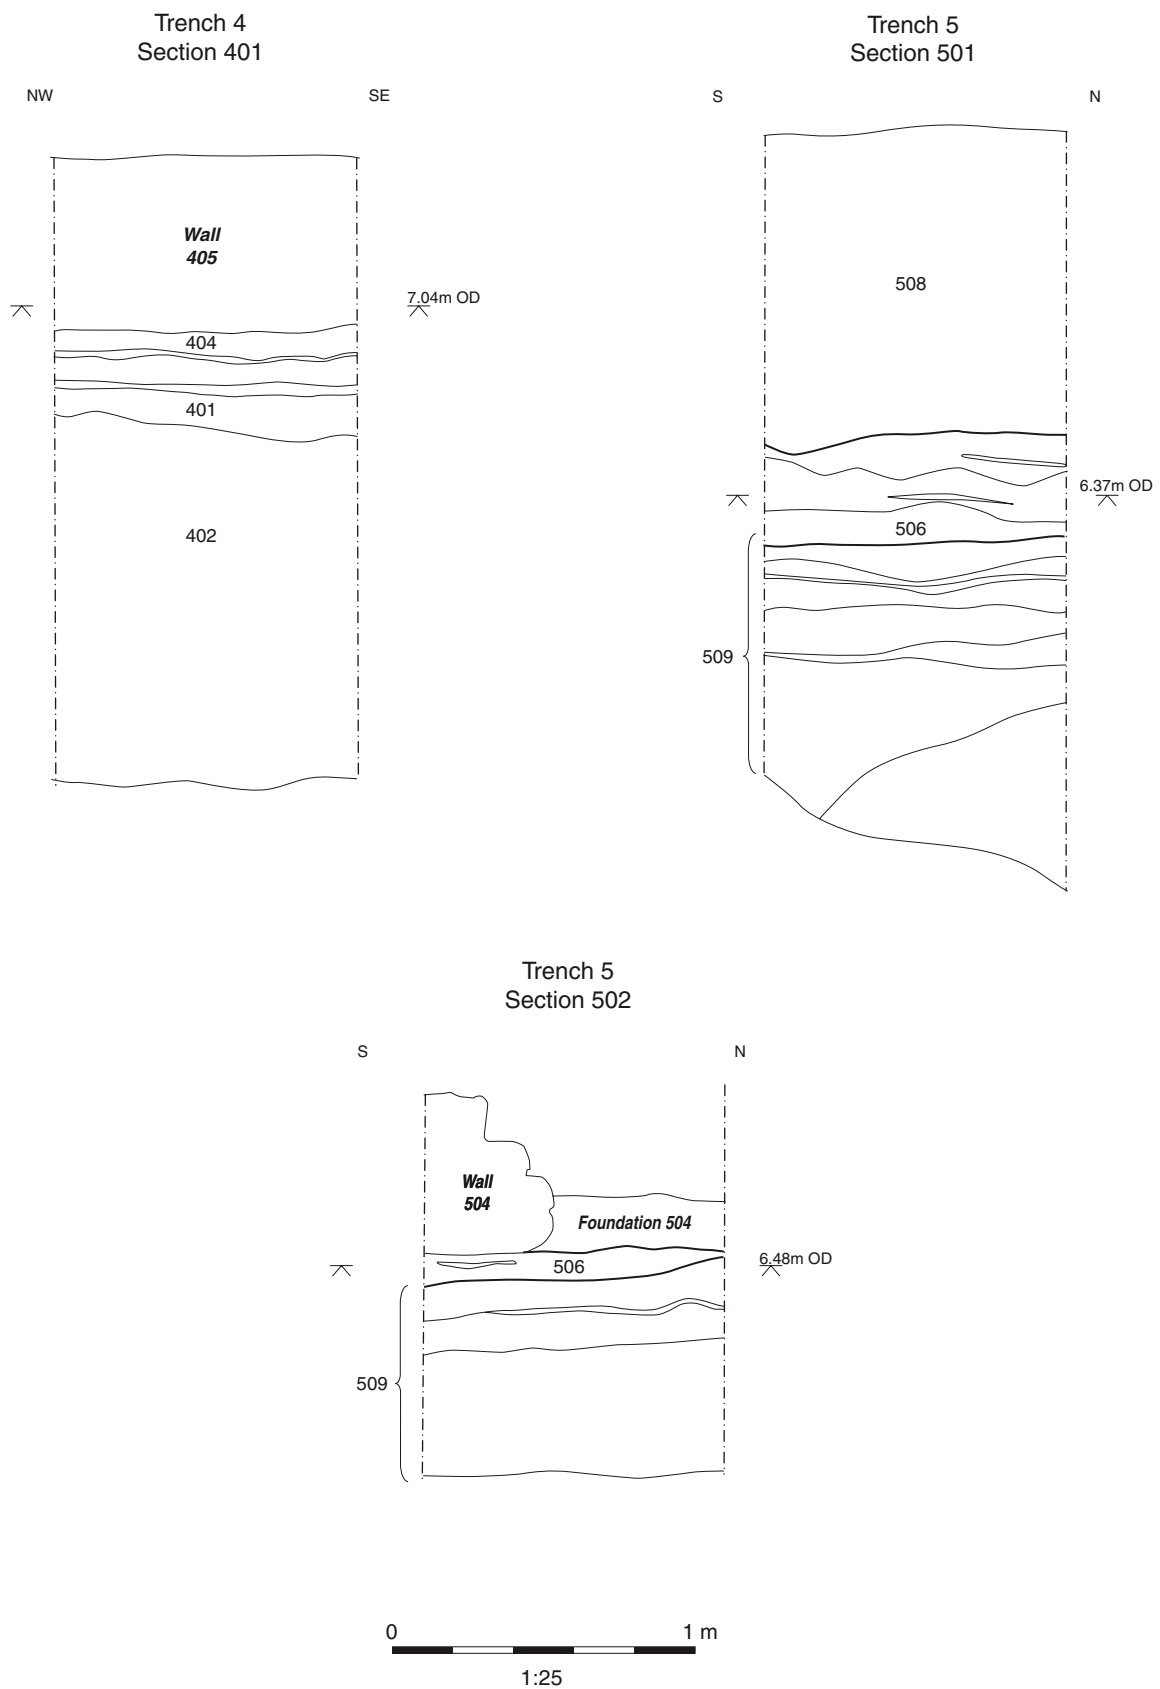 Trench 4
Section 401
NW
SE
Wall
405
7.04m OD
404
401
402
Trench 5
Section 501
S
N
508
6.37m OD
506
509
Trench 5
Section 502
S
N
Wall
504
Foundation 504
6.48m OD
506
509
0
1 m
1:25